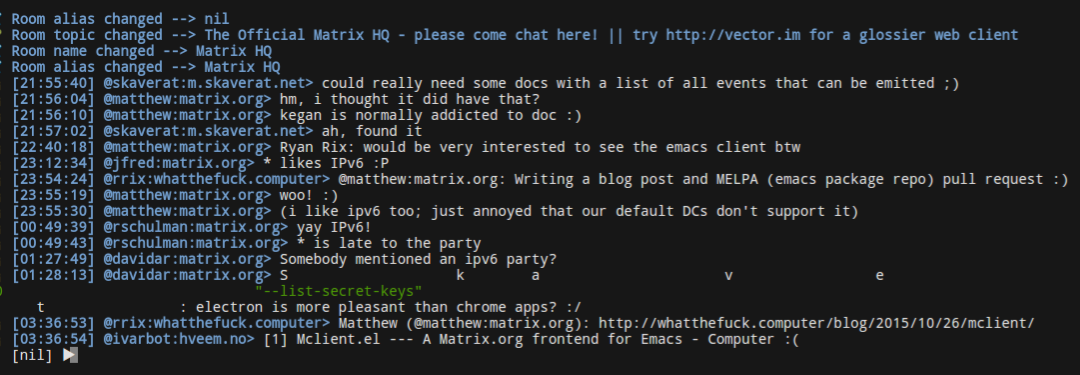 Room alias changed --> nil
Room topic changed --> The Official Matrix HQ - please come chat here! || try http://vector.im for a glossier web client
Room name changed --> Matrix HQ
Room alias changed --> Matrix HQ
[21:55:40] @skaverat:m.skaverat.net> could really need some docs with a list of all events that can be emitted ;)
[21:56:04] @matthew:matrix.org> hm, i thought it did have that?
[21:56:10] @matthew:matrix.org> kegan is normally addicted to doc :)
[21:57:02] @skaverat:m.skaverat.net> ah, found it
[22:40:18] @matthew:matrix.org> Ryan Rix: would be very interested to see the emacs client btw
[23:12:34] @jfred:matrix.org> * likes IPv6 :P
[23:54:24] @rrix:whatthefuck.computer> @matthew:matrix.org: Writing a blog post and MELPA (emacs package repo) pull request :)
[23:55:19] @matthew:matrix.org> woo! :)
[23:55:30] @matthew:matrix.org> (i like ipv6 too; just annoyed that our default DCs don't support it)
[00:49:39] @rschulman:matrix.org> yay IPv6!
[00:49:43] @rschulman:matrix.org> * is late to the party
[01:27:49] @davidar:matrix.org> Somebody mentioned an ipv6 party?
[01:28:13] @davidar:matrix.org> S k a v e
"--list-secret-keys"
t : electron is more pleasant than chrome apps? :/
[03:36:53] @rrix:whatthefuck.computer> Matthew (@matthew:matrix.org): http://whatthefuck.computer/blog/2015/10/26/mclient/
[03:36:54] @ivarbot:hveem.no> [1] Mclient.el --- A Matrix.org frontend for Emacs - Computer :(
[nil] ▶